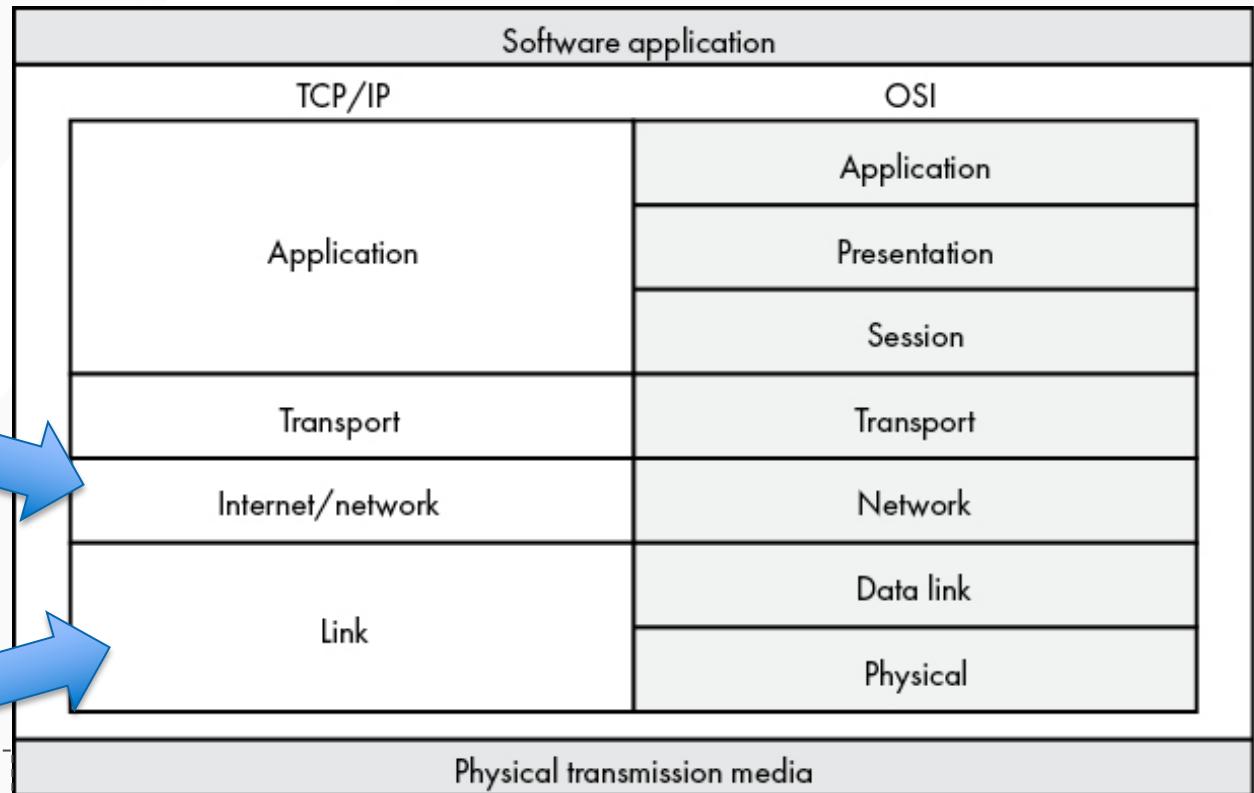 Software application
TCP/IP OSI
Application
Application
Presentation
Session
Transport Transport
Internet/network Network
Link
Data link
Physical
Physical transmission media